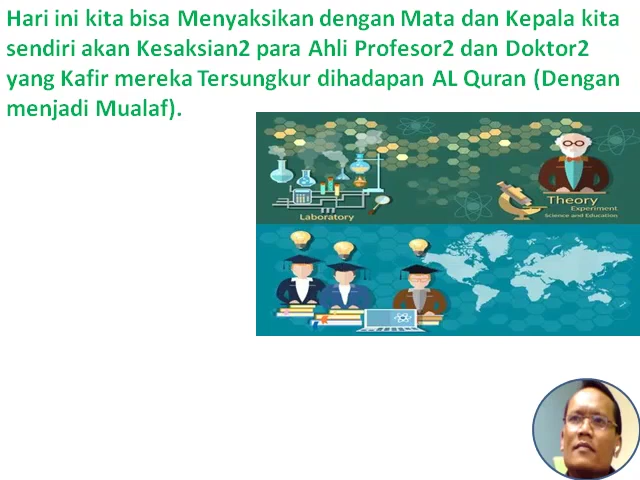 Hari ini kita bisa Menyaksikan dengan Mata dan Kepala kita
sendiri akan Kesaksian2 para Ahli Profesor2 dan Doktor2
yang Kafir mereka Tersungkur dihadapan AL Quran (Dengan
menjadi Mualaf).
Laboratory
Theory
Experiment
Science and Education